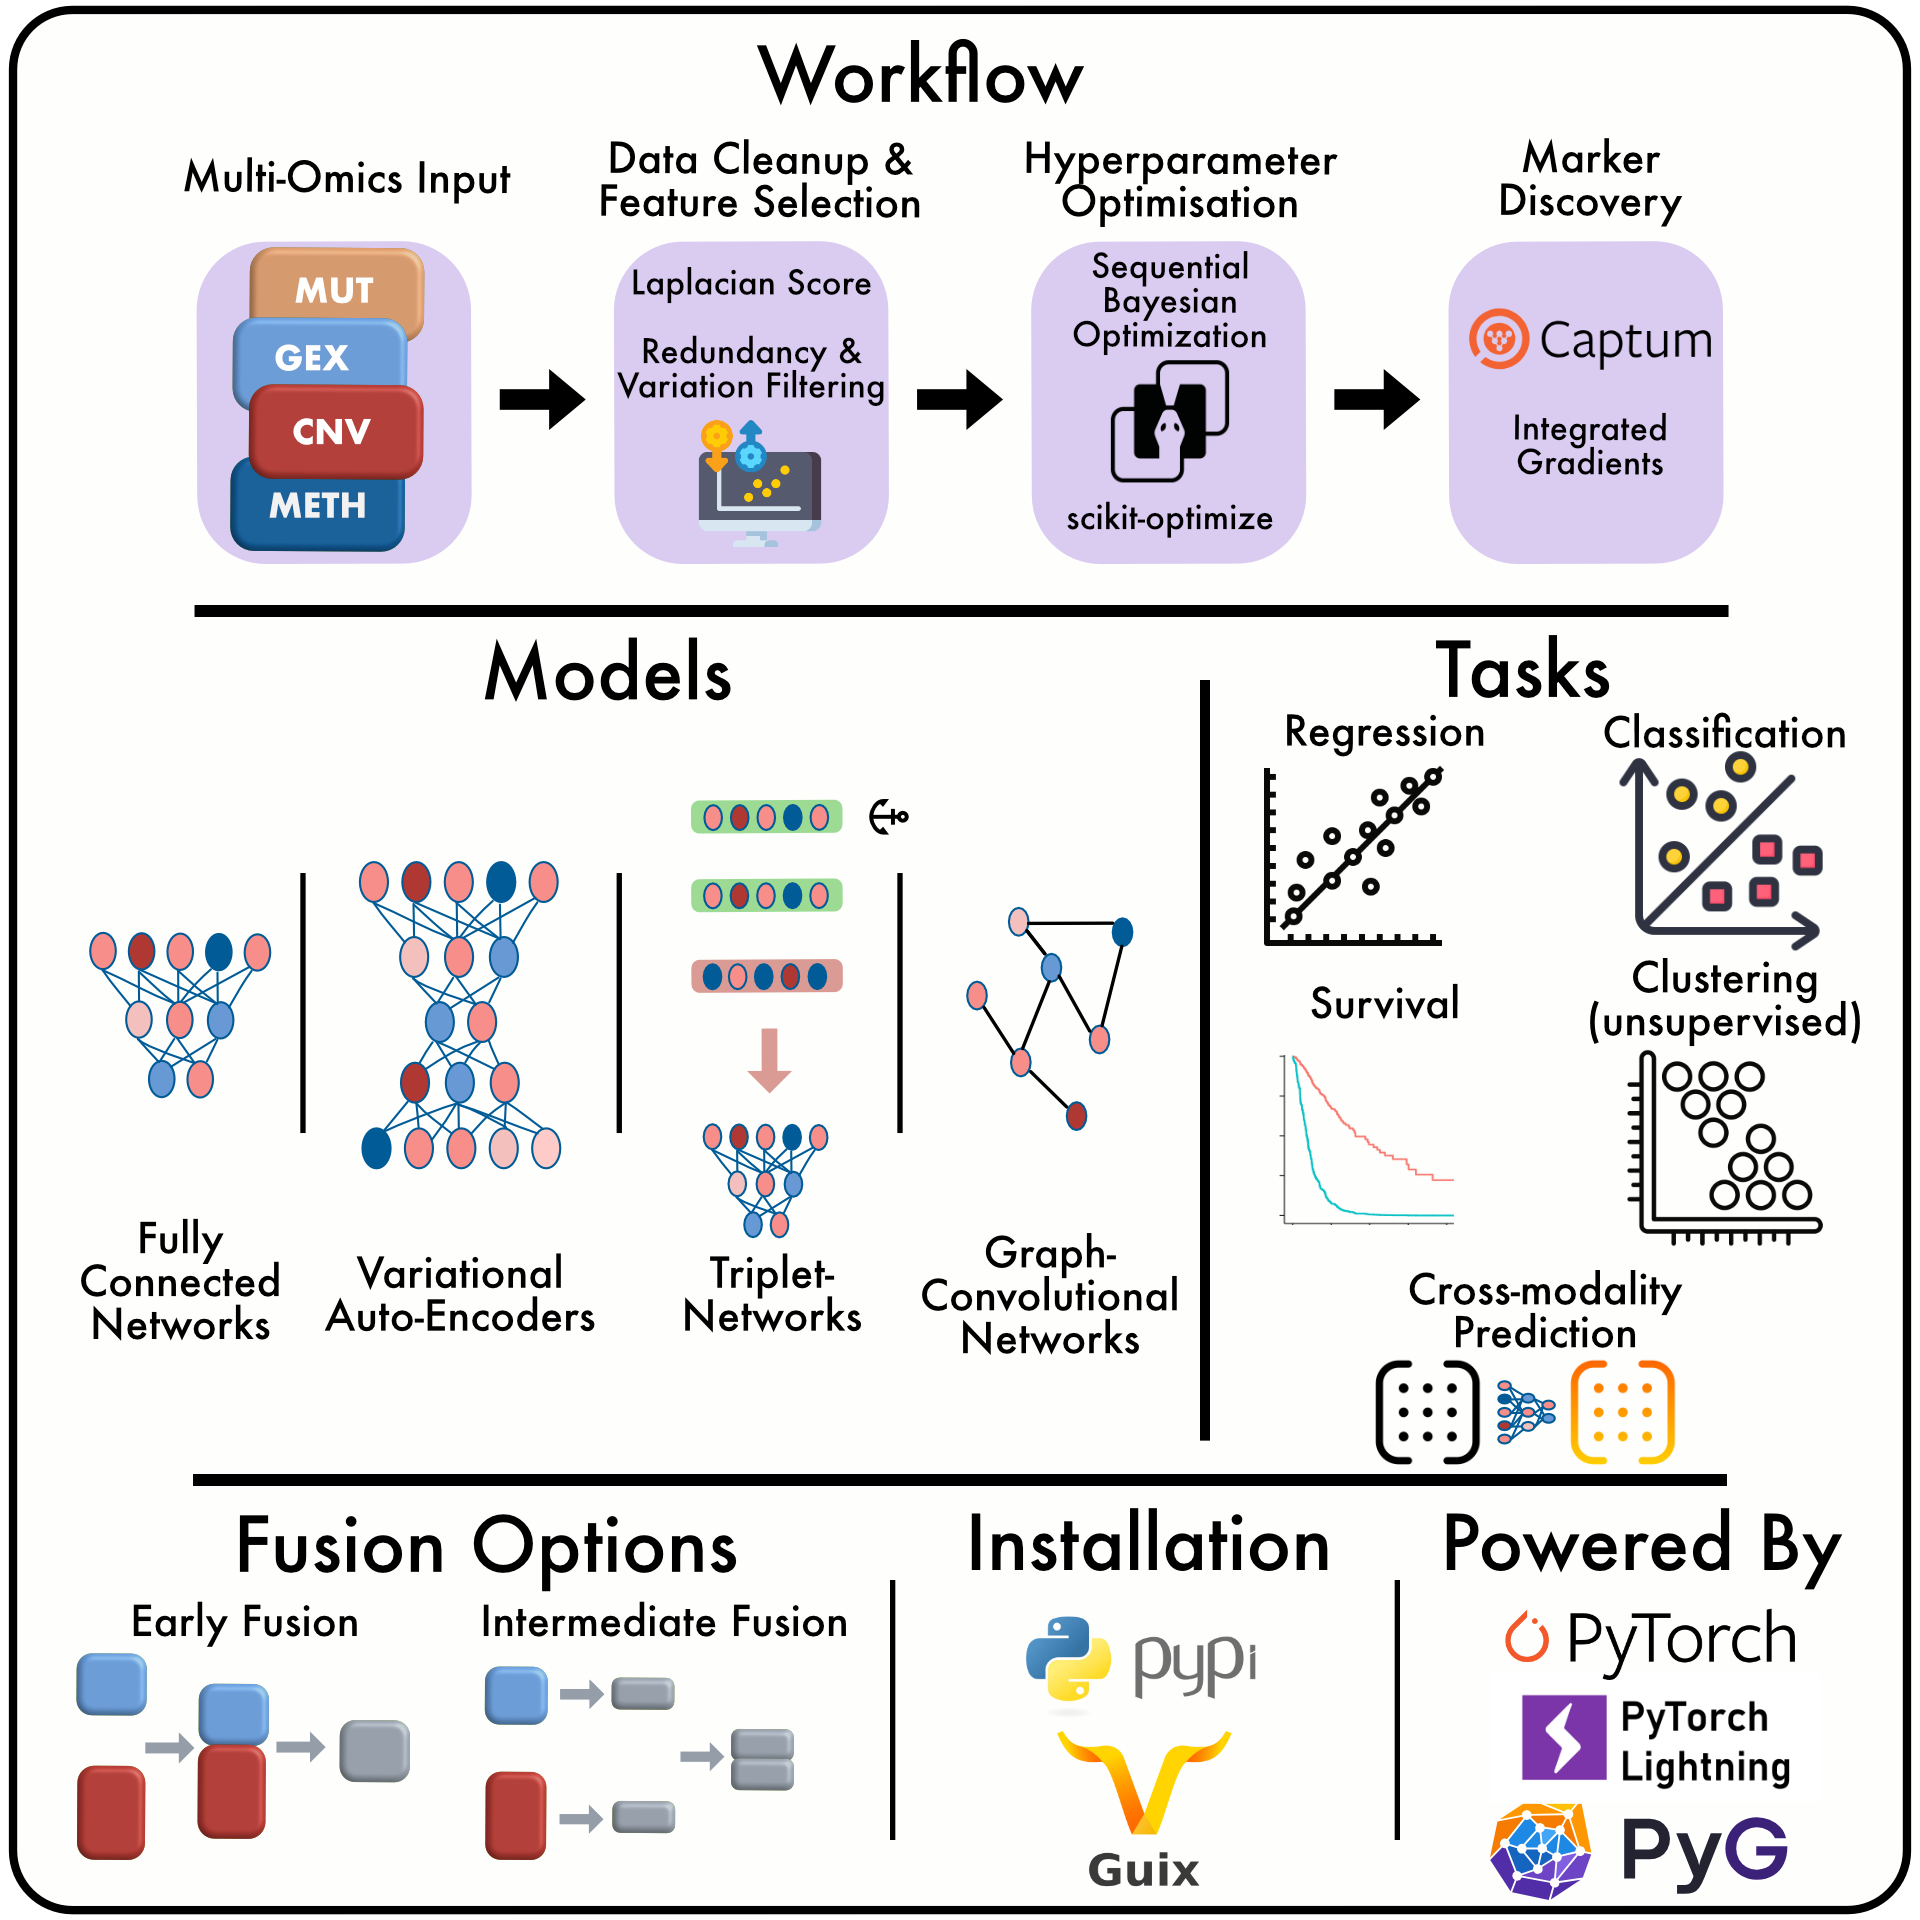 Workflow
Multi-Omics Input
MUT
GEX
CNV
METH
Data Cleanup &
Feature Selection
Laplacian Score
Redundancy &
Variation Filtering
Hyperparameter
Optimisation
Sequential
Bayesian
Optimization
scikit-optimize
Marker
Discovery
Captum
Integrated
Gradients
Models
Fully
Connected
Networks
Variational
Auto-Encoders
Triplet-
Networks
Graph-
Convolutional
Networks
Tasks
Regression
Classification
Survival
Clustering
(unsupervised)
Cross-modality
Prediction
Fusion Options
Early Fusion
Intermediate Fusion
Installation
pypi
Guix
Powered By
PyTorch
PyTorch
Lightning
PyG